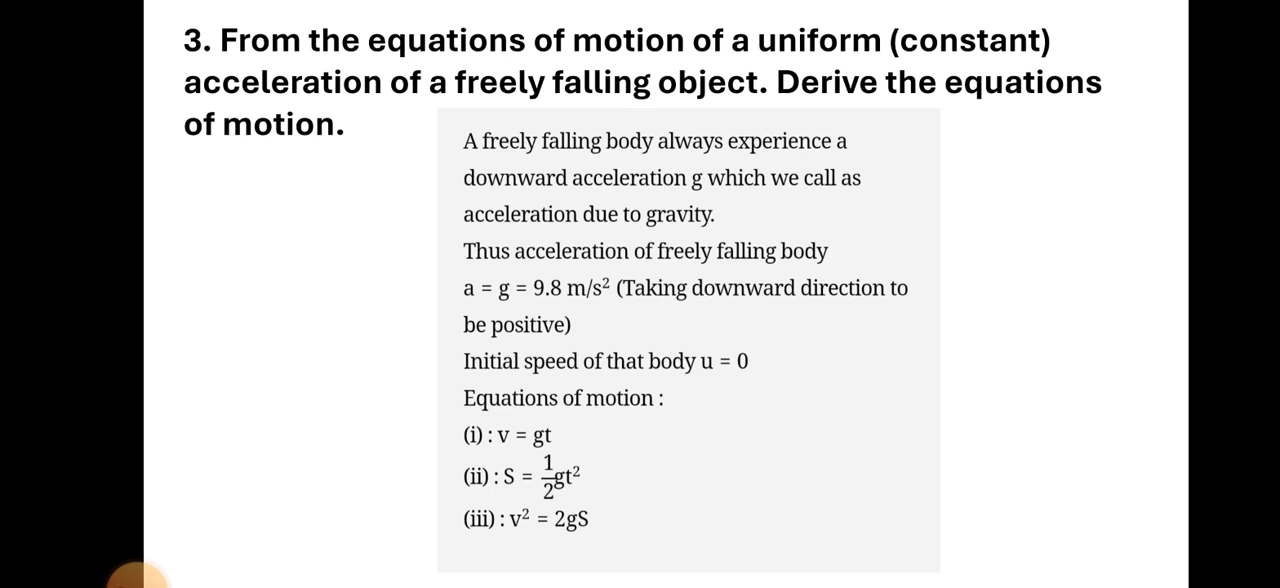 3. From the equations of motion of a uniform (constant)
acceleration of a freely falling object. Derive the equations
of motion.
A freely falling body always experience a
downward acceleration g which we call as
acceleration due to gravity.
Thus acceleration of freely falling body
a = g = 9.8 m/s² (Taking downward direction to
be positive)
Initial speed of that body u = 0
Equations of motion :
(i) : v = gt
(ii) : S = 1/2 gt²
(iii) : v² = 2gS